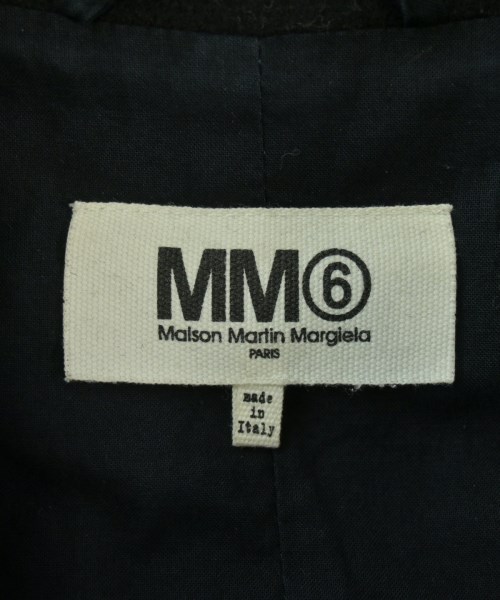 MM⑥
Maison Martin Margiela
PARIS
made
in
Italy